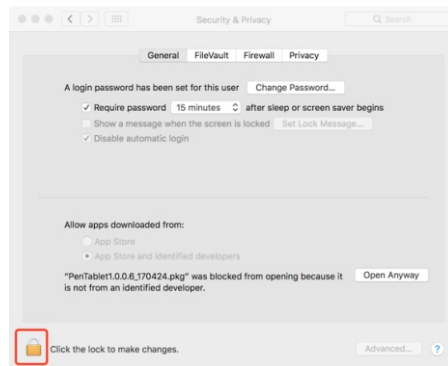 Security & Privacy
Search
General FileVault Firewall Privacy
A login password has been set for this user Change Password...
Require password 15 minutes after sleep or screen saver begins
Show a message when the screen is locked Set Lock Message...
Disable automatic login
Allow apps downloaded from:
App Store
App Store and identified developers
"PenTablet1.0.0.6_170424.pkg" was blocked from opening because it Open Anyway
is not from an identified developer.
Click the lock to make changes. Advanced... ?